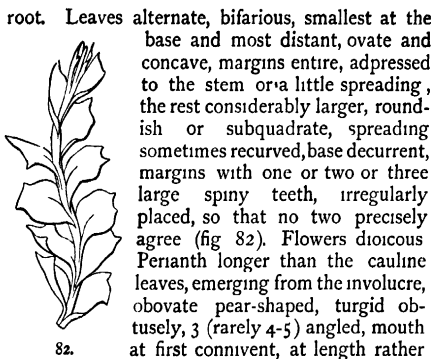 root. Leaves alternate, bifarious, smallest at the
base and most distant, ovate and
concave, margins entire, adpressed
to the stem or a little spreading,
the rest considerably larger, round-
ish or subquadrate, spreading
sometimes recurved, base decurrent,
margins with one or two or three
large spiny teeth, irregularly
placed, so that no two precisely
agree (fig 82). Flowers dioicous
Perianth longer than the cauline
leaves, emerging from the involucre,
obovate pear-shaped, turgid ob-
tusely, 3 (rarely 4-5) angled, mouth
82. at first connivent, at length rather